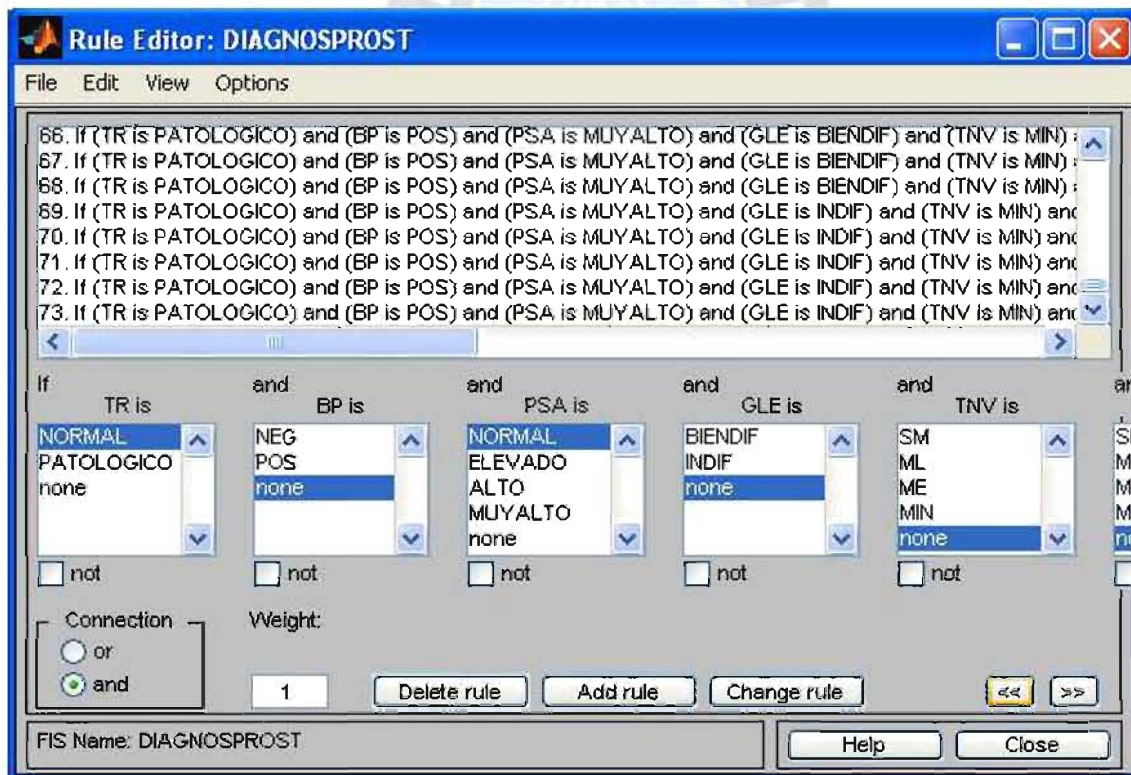 Rule Editor: DIAGNOSPROST
File Edit View Options
66. If (TR is PATOLOGICO) and (BP is POS) and (PSA is MUYALTO) and (GLE is BIENDIF) and (TNV is MIN)
67. If (TR is PATOLOGICO) and (BP is POS) and (PSA is MUYALTO) and (GLE is BIENDIF) and (TNV is MIN)
68. If (TR is PATOLOGICO) and (BP is POS) and (PSA is MUYALTO) and (GLE is BIENDIF) and (TNV is MIN)
69. If (TR is PATOLOGICO) and (BP is POS) and (PSA is MUYALTO) and (GLE is INDIF) and (TNV is MIN) and
70. If (TR is PATOLOGICO) and (BP is POS) and (PSA is MUYALTO) and (GLE is INDIF) and (TNV is MIN) and
71. If (TR is PATOLOGICO) and (BP is POS) and (PSA is MUYALTO) and (GLE is INDIF) and (TNV is MIN) and
72. If (TR is PATOLOGICO) and (BP is POS) and (PSA is MUYALTO) and (GLE is INDIF) and (TNV is MIN) and
73. If (TR is PATOLOGICO) and (BP is POS) and (PSA is MUYALTO) and (GLE is INDIF) and (TNV is MIN) and
If and and and and
TR is BP is PSA is GLE is TNV is
NORMAL NEG NORMAL BIENDIF SM
PATOLOGICO POS ELEVADO INDIF ML
none none ALTO none ME
MUYALTO MIN
none none
not not not not not
Connection Weight:
or
and 1 Delete rule Add rule Change rule << >>
FIS Name: DIAGNOSPROST Help Close